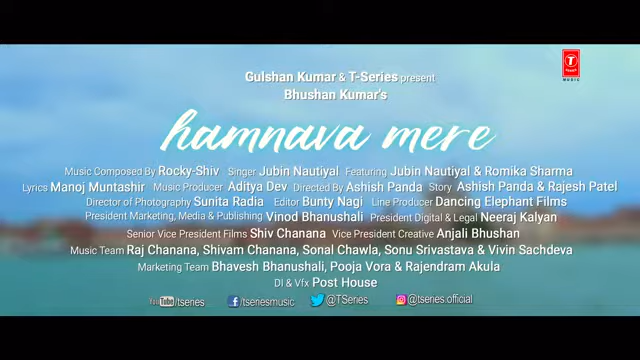 Gulshan Kumar & T-Series present
T
MUSIC
Bhushan Kumar's
hamnava mere
Music Composed By Rocky-Shiv Singer Jubin Nautiyal Featuring Jubin Nautiyal & Romika Sharma
Lyrics Manoj Muntashir Music Producer Aditya Dev Directed By Ashish Panda Story Ashish Panda & Rajesh Patel
Director of Photography Sunita Radia Editor Bunty Nagi Line Producer Dancing Elephant Films
President Marketing, Media & Publishing Vinod Bhanushali President Digital & Legal Neeraj Kalyan
Senior Vice President Films Shiv Chanana Vice President Creative Anjali Bhushan
Music Team Raj Chanana, Shivam Chanana, Sonal Chawla, Sonu Srivastava & Vivin Sachdeva
Marketing Team Bhavesh Bhanushali, Pooja Vora & Rajendram Akula
DI & Vfx Post House
YouTube/tseries f/tseriesmusic @TSeries @tseries.official